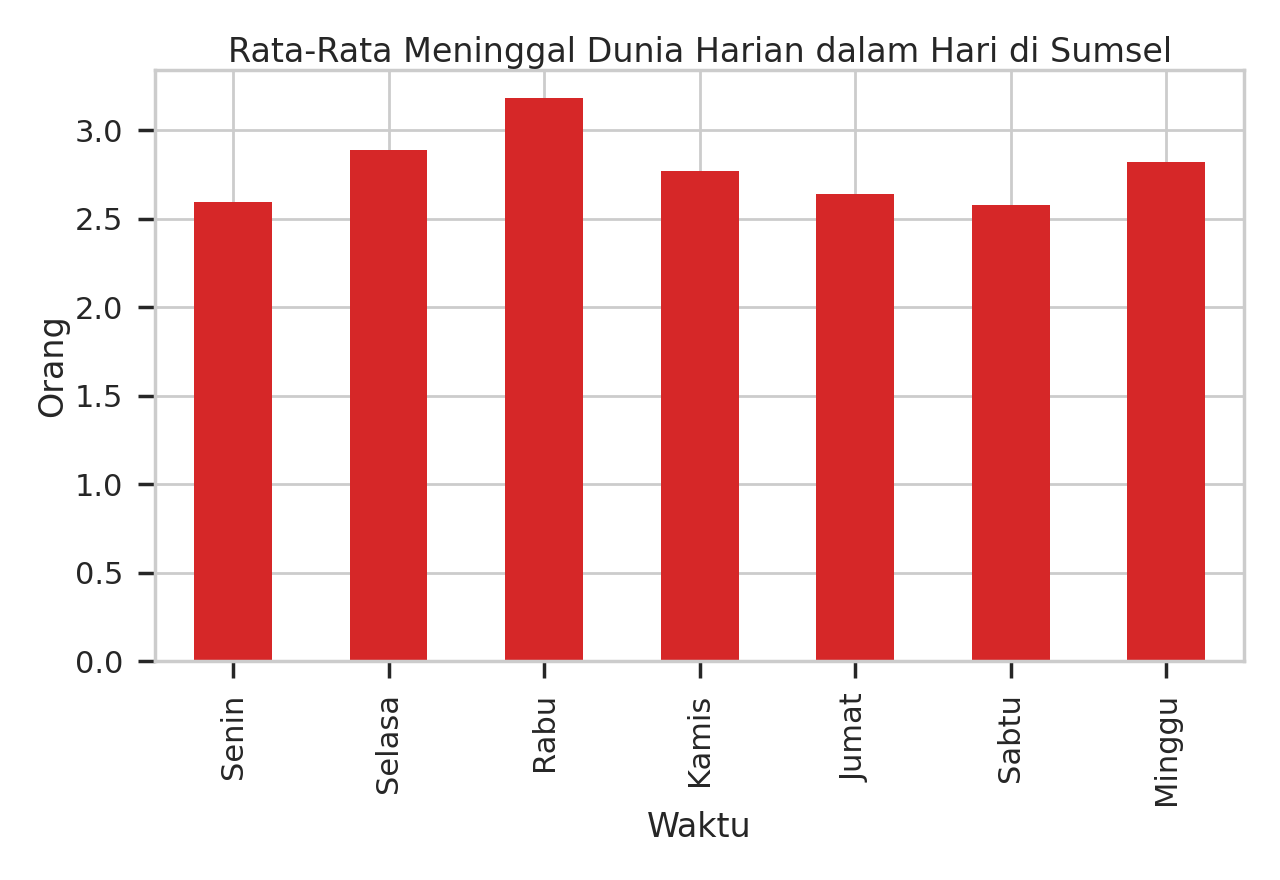 Rata-Rata Meninggal Dunia Harian dalam Hari di Sumsel
Orang
3.0
2.5
2.0
1.5
1.0
0.5
0.0
Senin
Selasa
Rabu
Kamis
Jumat
Sabtu
Minggu
Waktu